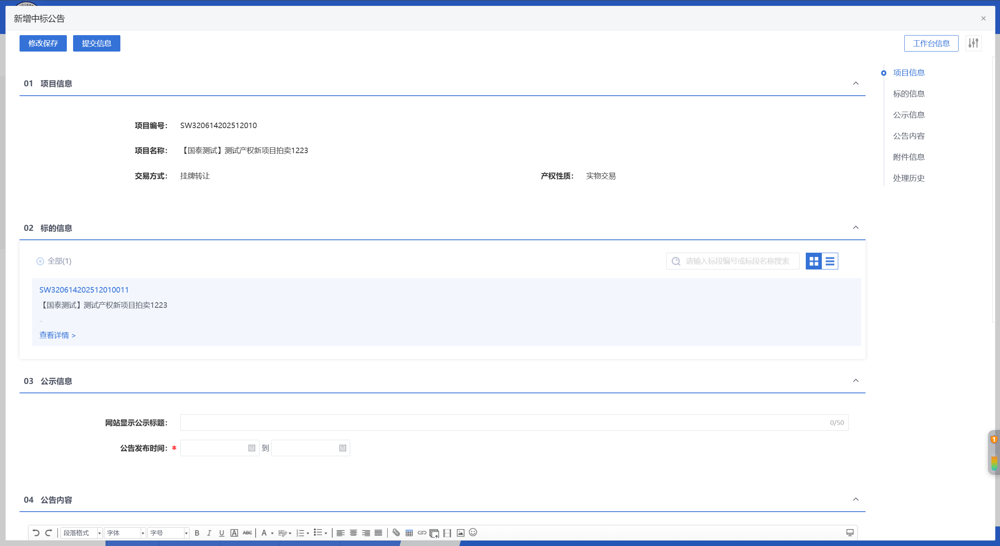 新增中标公告
修改保存 提交信息 工作台信息
项目信息
标的信息
公示信息
公告内容
附件信息
处理历史
01 项目信息
项目编号： SW320614202512010
项目名称： 【国泰测试】测试产权新项目拍卖1223
交易方式： 挂牌转让 产权性质： 实物交易
02 标的信息
全部(1) 请输入标段编号或标段名称搜索
SW320614202512010011
【国泰测试】测试产权新项目拍卖1223
-
查看详情 >
03 公示信息
网站显示公示标题： 0/50
公告发布时间：* 到
1
04 公告内容
段落格式 字体 字号 B I U A ABC A